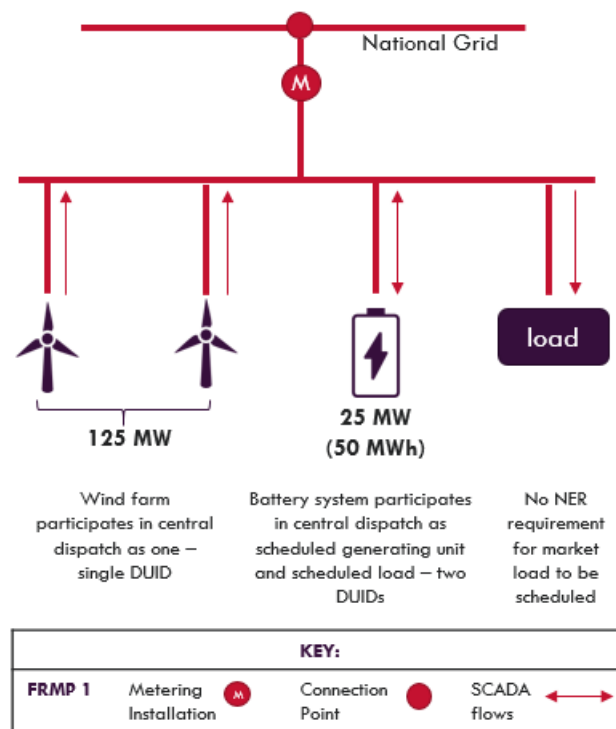 National Grid
M
load
125 MW
25 MW
(50 MWh)
Wind farm
participates in central
dispatch as one –
single DUID
Battery system participates
in central dispatch as
scheduled generating unit
and scheduled load – two
DUIDs
No NER
requirement
for market
load to be
scheduled
KEY:
FRMP 1
Metering
Installation
M
Connection
Point
SCADA
flows